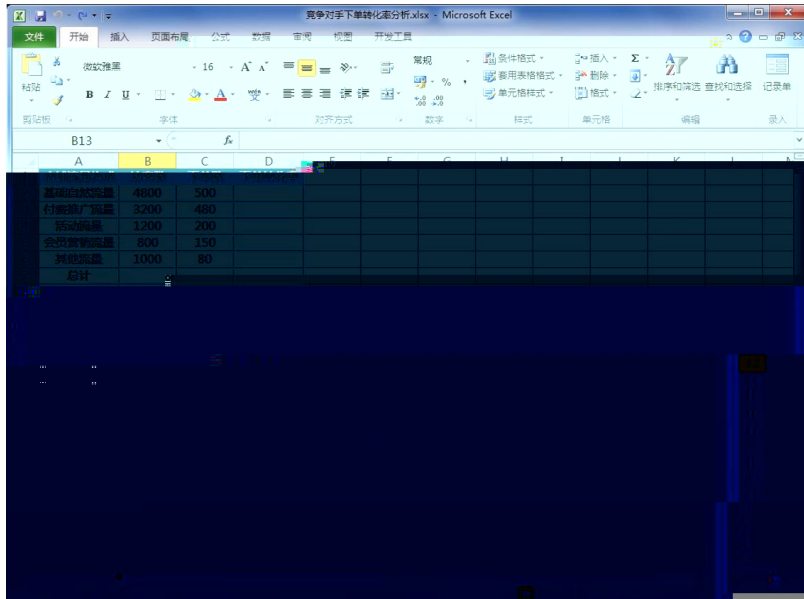 竞争对手下单转化率分析.xlsx - Microsoft Excel
文件 开始 插入 页面布局 公式 数据 审阅 视图 开发工具
微软雅黑 16 常规 条件格式 插入 Σ
粘贴 套用表格格式 删除 排序和筛选 查找和选择 记录单
B I U % 单元格样式 格式
剪贴板 字体 对齐方式 数字 样式 单元格 编辑 录入
B13 fx
A B C D
基础自然流量 4800 500
付费推广流量 3200 480
活动流量 1200 200
会员营销流量 800 150
其他流量 1000 80
总计